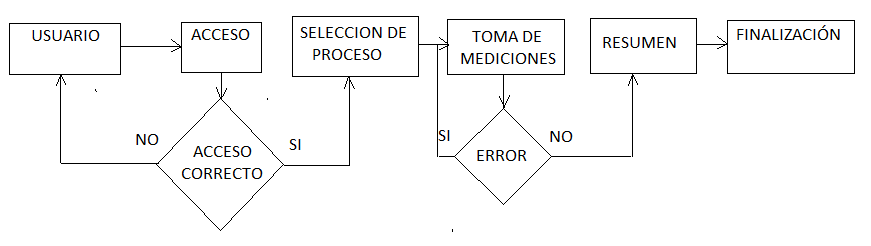 USUARIO
ACCESO
SELECCION DE
PROCESO
TOMA DE
MEDICIONES
RESUMEN
FINALIZACIÓN
NO
ACCESO
CORRECTO
SI
SI
ERROR
NO